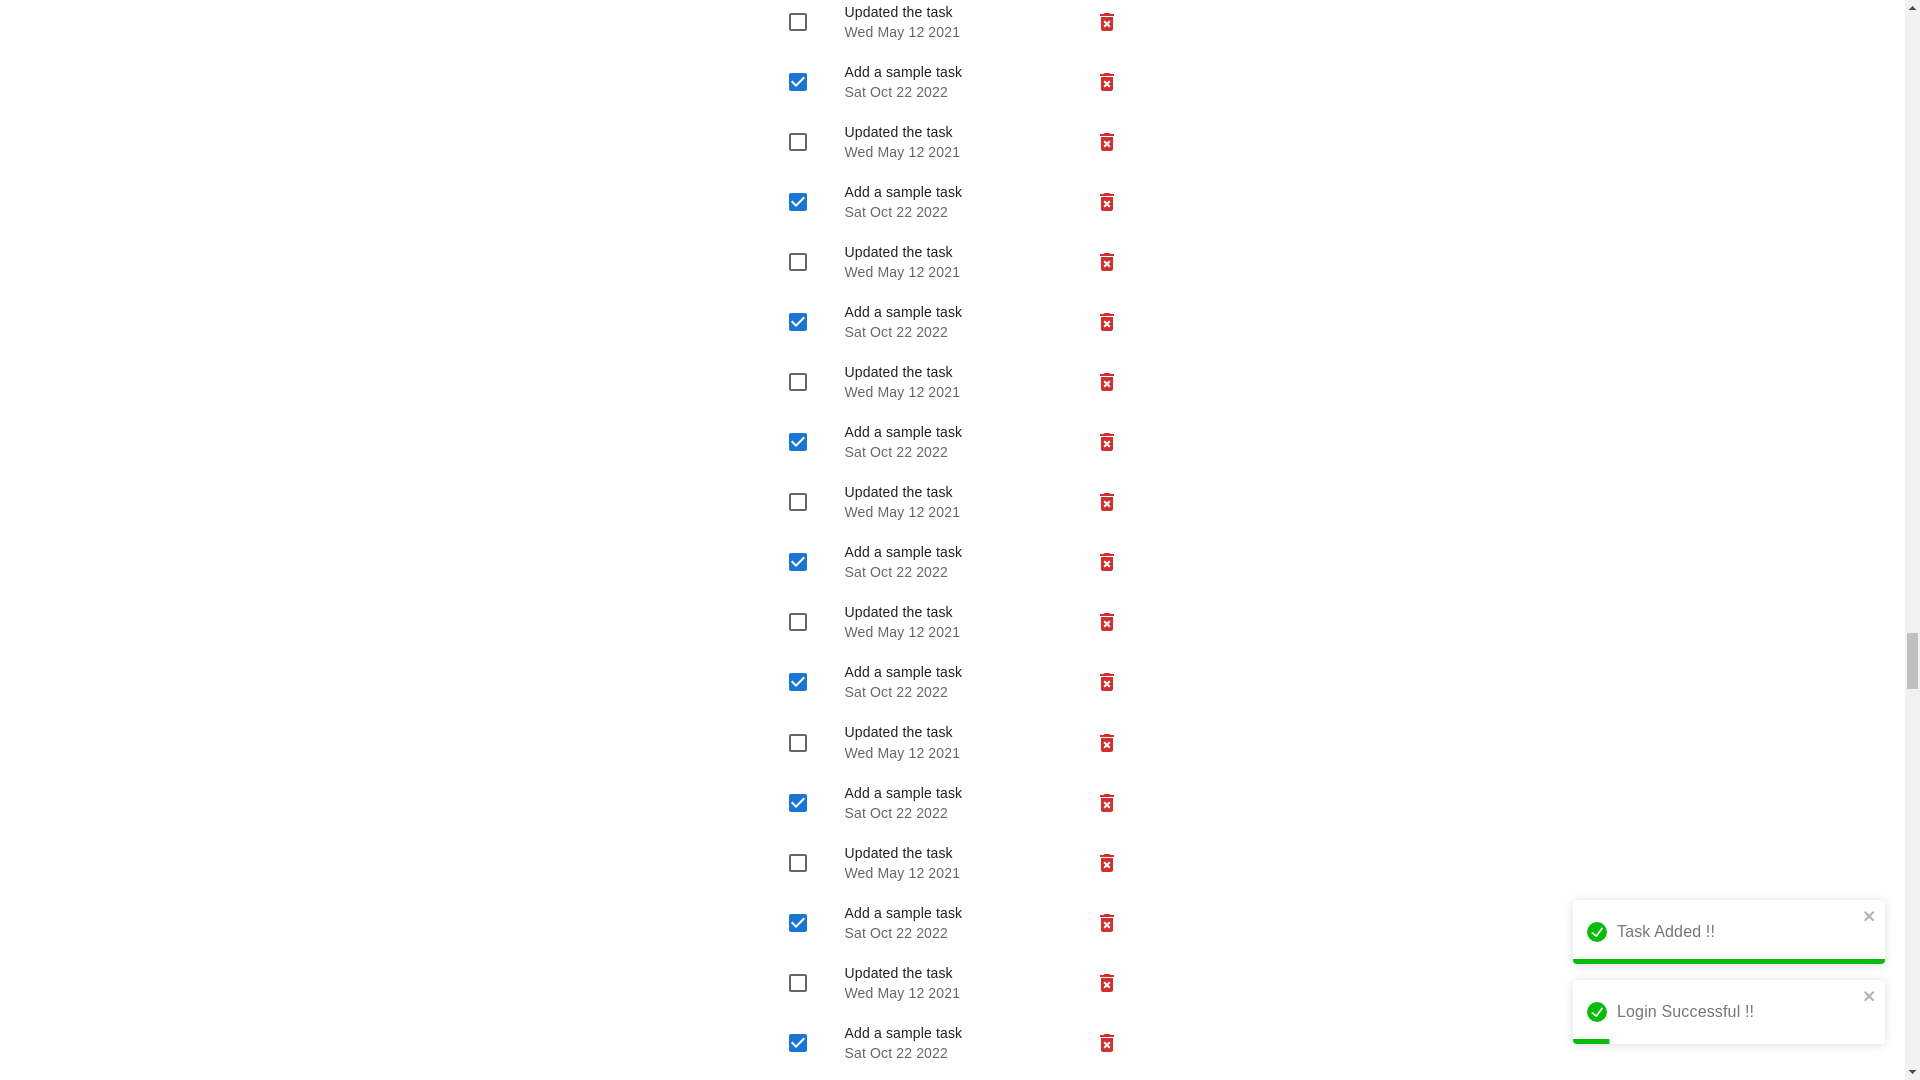 Updated the task
Wed May 12 2021
Add a sample task
Sat Oct 22 2022
Updated the task
Wed May 12 2021
Add a sample task
Sat Oct 22 2022
Updated the task
Wed May 12 2021
Add a sample task
Sat Oct 22 2022
Updated the task
Wed May 12 2021
Add a sample task
Sat Oct 22 2022
Updated the task
Wed May 12 2021
Add a sample task
Sat Oct 22 2022
Updated the task
Wed May 12 2021
Add a sample task
Sat Oct 22 2022
Updated the task
Wed May 12 2021
Add a sample task
Sat Oct 22 2022
Updated the task
Wed May 12 2021
Add a sample task
Sat Oct 22 2022
Updated the task
Wed May 12 2021
Add a sample task
Sat Oct 22 2022
Task Added !!
Login Successful !!